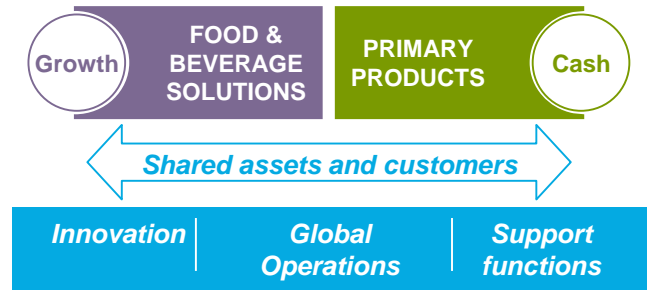 Growth
FOOD &
BEVERAGE
SOLUTIONS
PRIMARY
PRODUCTS
Cash
Shared assets and customers
Innovation
Global
Operations
Support
functions